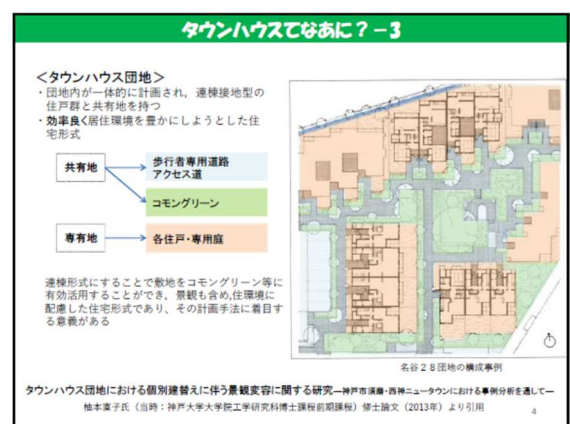 タウンハウスてなあに？－3
＜タウンハウス団地＞
・団地内が一体的に計画され，連棟接地型の
住戸群と共有地を持つ
・効率良く居住環境を豊かにしようとした住
宅形式
共有地
歩行者専用道路
アクセス道
コモングリーン
専有地
各住戸・専用庭
連棟形式にすることで敷地をコモングリーン等に
有効活用することができ，景観も含め,住環境に
配慮した住宅形式であり、その計画手法に着目す
る意義がある
名谷２８団地の構成事例
タウンハウス団地における個別建替えに伴う景観変容に関する研究―神戸市須磨・西神ニュータウンにおける事例分析を通して―
柚本直子氏（当時：神戸大学大学院工学研究科博士課程前期課程）修士論文（2013年）より引用
4